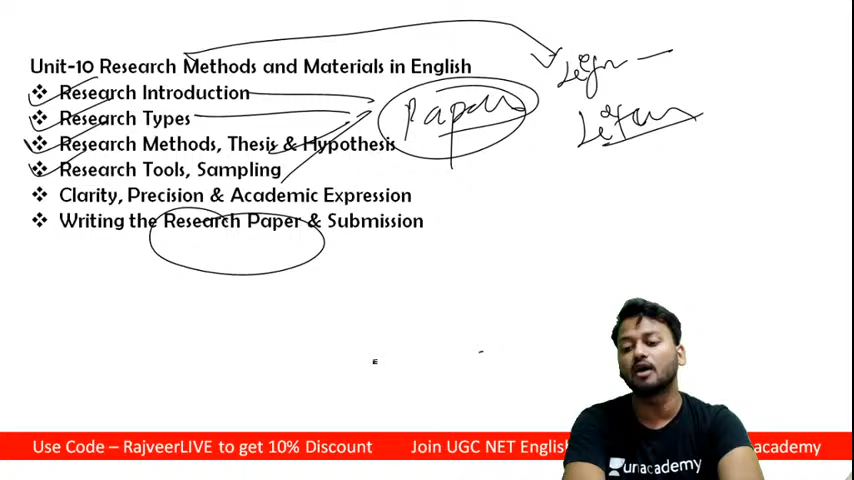 Unit-10 Research Methods and Materials in English
❖ Research Introduction
❖ Research Types
❖ Research Methods, Thesis & Hypothesis
❖ Research Tools, Sampling
❖ Clarity, Precision & Academic Expression
❖ Writing the Research Paper & Submission
Paper
E
unacademy
Use Code – RajveerLIVE to get 10% Discount Join UGC NET English academy